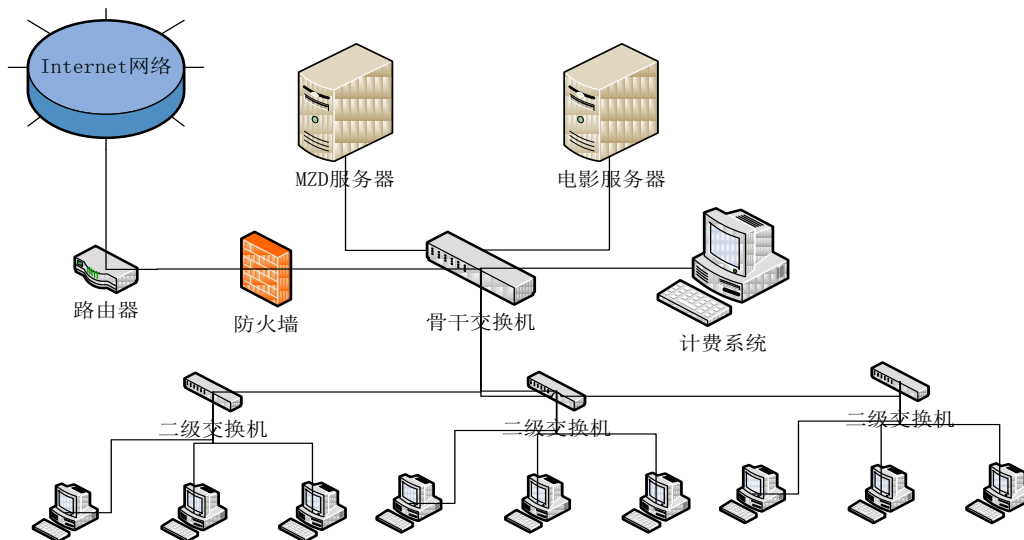 Internet网络
MZD服务器
电影服务器
路由器
防火墙
骨干交换机
计费系统
二级交换机
二级交换机
二级交换机